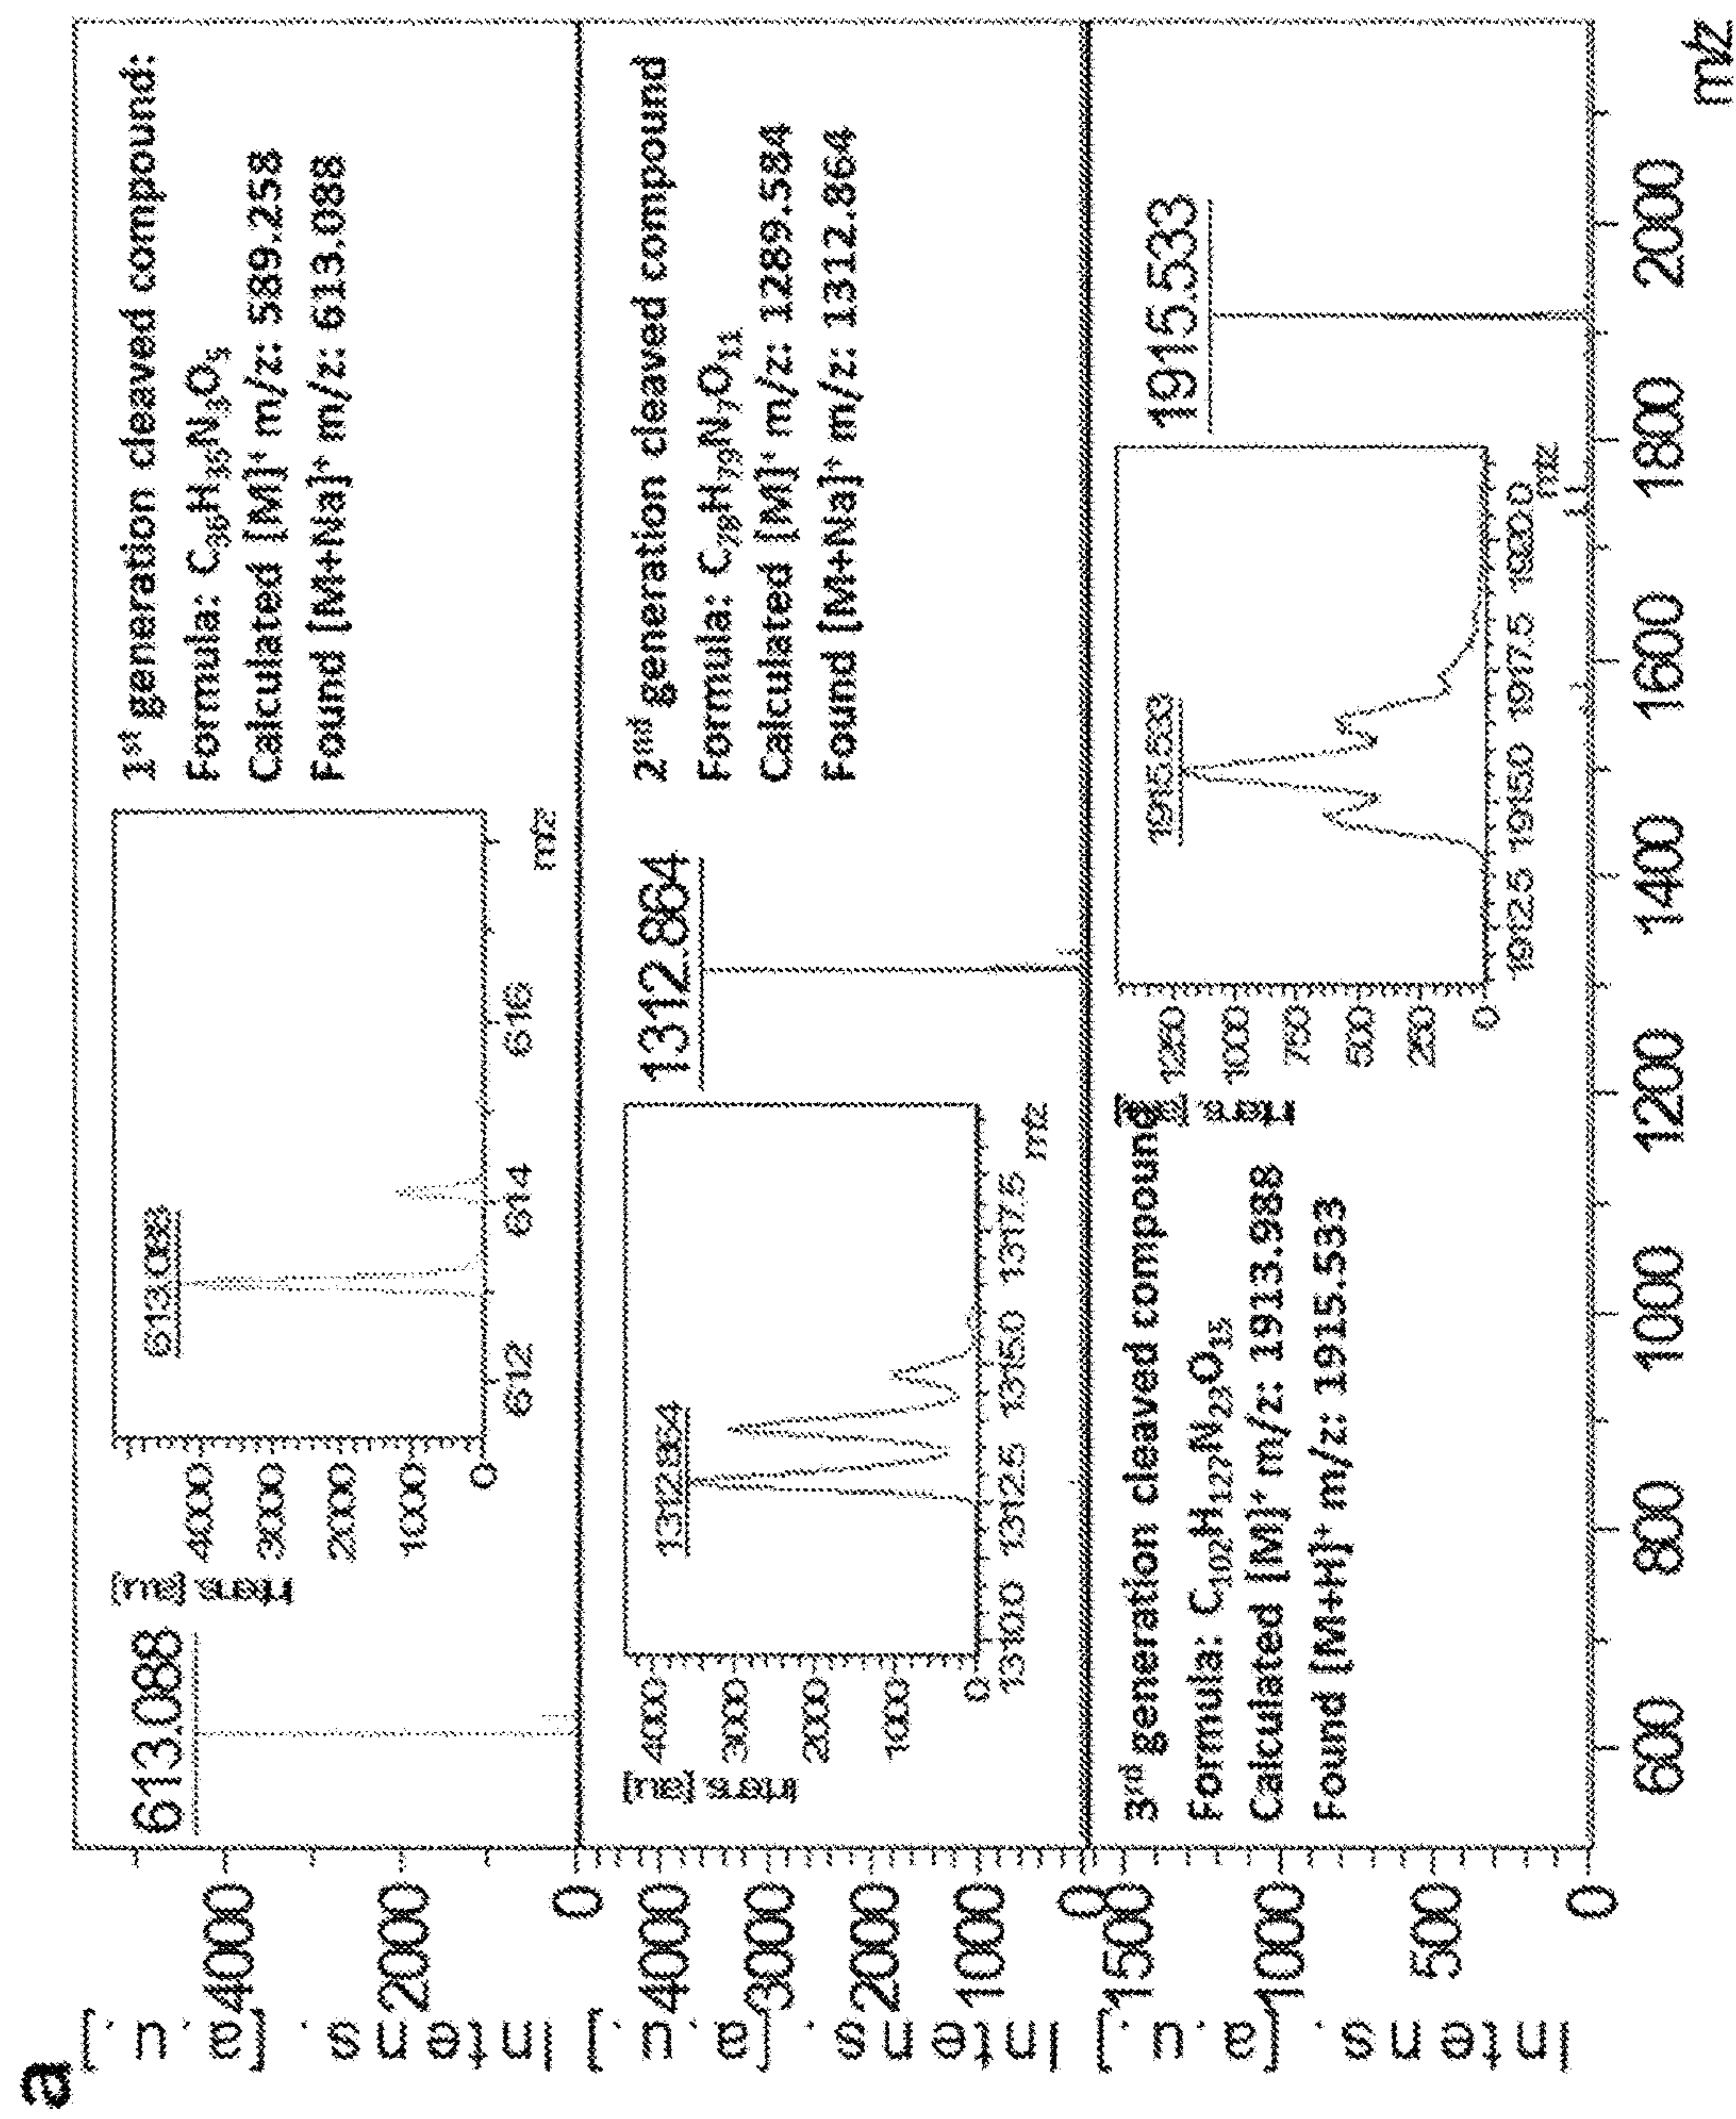 a
Intens. [a.u.]
4000
2000
0
613.088
Intens. [a.u.]
4000
3000
2000
1000
0
613.088
612
614
616
m/z
1st generation cleaved compound:
Formula: C36H35N3O5
Calculated [M]+ m/z: 589.258
Found [M+Na]+ m/z: 613.088
Intens. [a.u.]
4000
3000
2000
1000
0
Intens. [a.u.]
4000
3000
2000
1000
0
1312.864
1310.0
1312.5
1315.0
1317.5
m/z
1312.864
2nd generation cleaved compound
Formula: C78H79N7O11
Calculated [M]+ m/z: 1289.584
Found [M+Na]+ m/z: 1312.864
Intens. [a.u.]
1500
1000
500
0
3rd generation cleaved compound
Formula: C102H127N23O15
Calculated [M]+ m/z: 1913.988
Found [M+H]+ m/z: 1915.533
Intens. [a.u.]
1250
1000
750
500
250
0
1915.533
1912.5
1915.0
1917.5
1920.0
m/z
1915.533
600
800
1000
1200
1400
1600
1800
2000
m/z